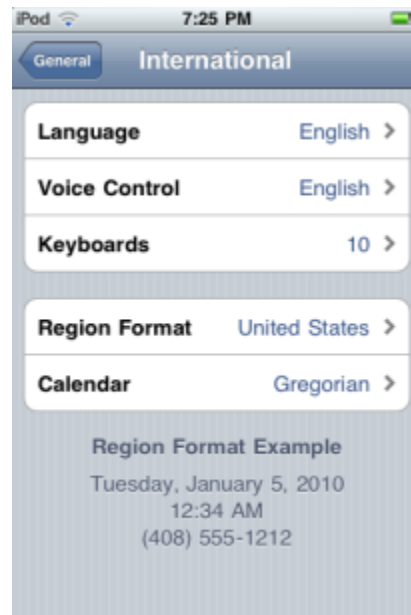 iPod 7:25 PM
General International
Language English
Voice Control English
Keyboards 10
Region Format United States
Calendar Gregorian
Region Format Example
Tuesday, January 5, 2010
12:34 AM
(408) 555-1212